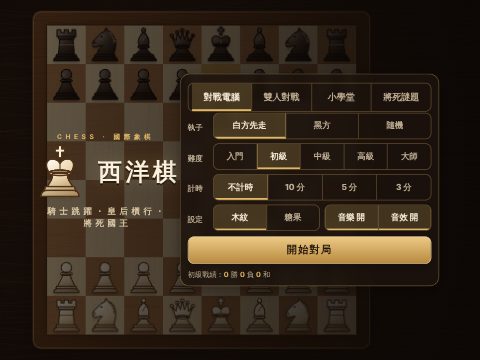 CHESS · 國際象棋
西洋棋
騎士跳躍・皇后橫行・
將死國王
對戰電腦 雙人對戰 小學堂 將死謎題
執子 白方先走 黑方 隨機
難度 入門 初級 中級 高級 大師
計時 不計時 10 分 5 分 3 分
設定 木紋 糖果 音樂 開 音效 開
開始對局
初級戰績：0 勝 0 負 0 和